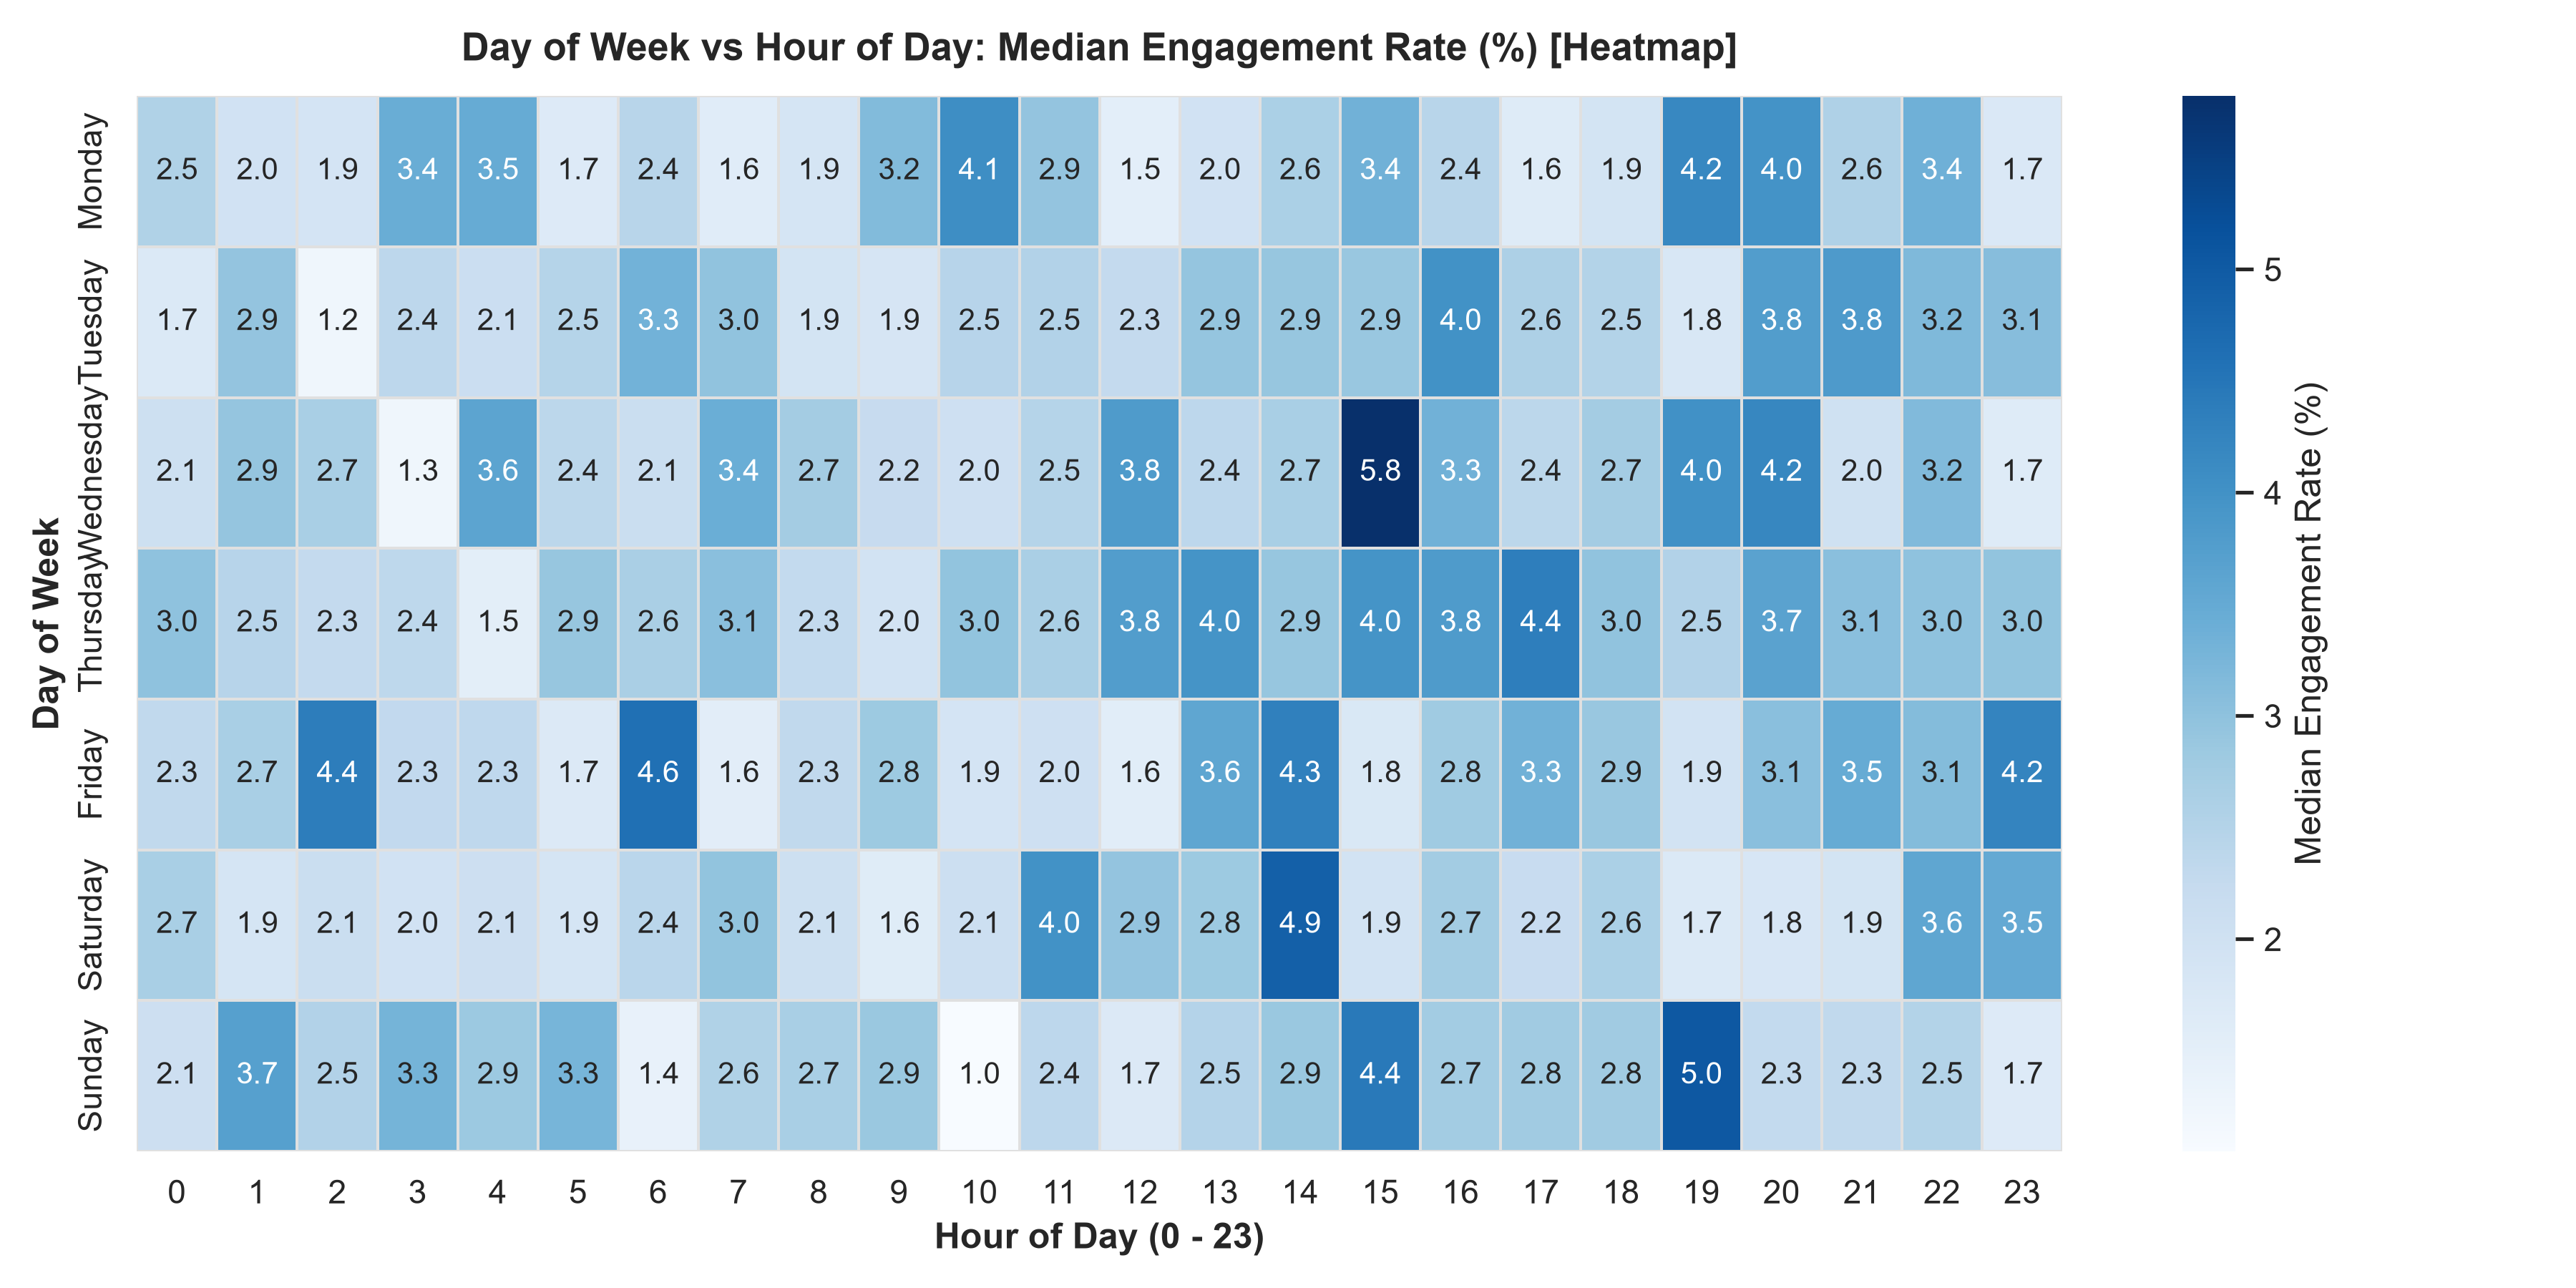 Day of Week vs Hour of Day: Median Engagement Rate (%) [Heatmap]
Day of Week
Monday 2.5 2.0 1.9 3.4 3.5 1.7 2.4 1.6 1.9 3.2 4.1 2.9 1.5 2.0 2.6 3.4 2.4 1.6 1.9 4.2 4.0 2.6 3.4 1.7
Tuesday 1.7 2.9 1.2 2.4 2.1 2.5 3.3 3.0 1.9 1.9 2.5 2.5 2.3 2.9 2.9 2.9 4.0 2.6 2.5 1.8 3.8 3.8 3.2 3.1
Wednesday 2.1 2.9 2.7 1.3 3.6 2.4 2.1 3.4 2.7 2.2 2.0 2.5 3.8 2.4 2.7 5.8 3.3 2.4 2.7 4.0 4.2 2.0 3.2 1.7
Thursday 3.0 2.5 2.3 2.4 1.5 2.9 2.6 3.1 2.3 2.0 3.0 2.6 3.8 4.0 2.9 4.0 3.8 4.4 3.0 2.5 3.7 3.1 3.0 3.0
Friday 2.3 2.7 4.4 2.3 2.3 1.7 4.6 1.6 2.3 2.8 1.9 2.0 1.6 3.6 4.3 1.8 2.8 3.3 2.9 1.9 3.1 3.5 3.1 4.2
Saturday 2.7 1.9 2.1 2.0 2.1 1.9 2.4 3.0 2.1 1.6 2.1 4.0 2.9 2.8 4.9 1.9 2.7 2.2 2.6 1.7 1.8 1.9 3.6 3.5
Sunday 2.1 3.7 2.5 3.3 2.9 3.3 1.4 2.6 2.7 2.9 1.0 2.4 1.7 2.5 2.9 4.4 2.7 2.8 2.8 5.0 2.3 2.3 2.5 1.7
0 1 2 3 4 5 6 7 8 9 10 11 12 13 14 15 16 17 18 19 20 21 22 23
Hour of Day (0 - 23)
5
4
3
2
Median Engagement Rate (%)